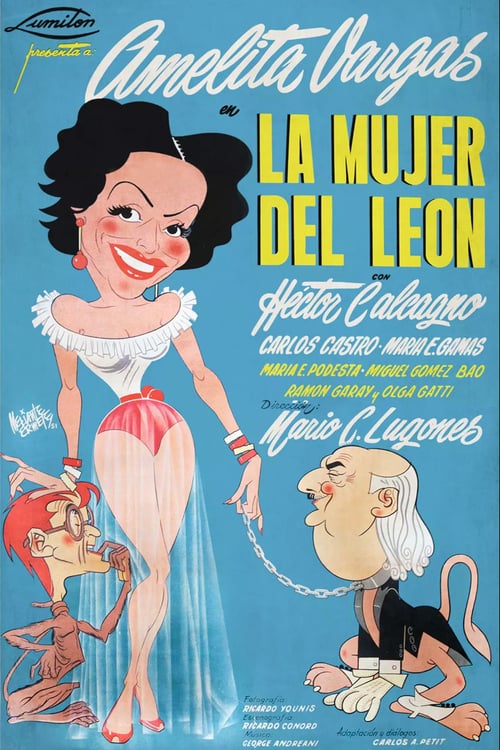 Lumiton
presenta a:
Amelita Vargas
en
LA MUJER
DEL LEON
con
Héctor Calcagno
CARLOS CASTRO - MARIA E. GAMAS
MARIA E. PODESTA - MIGUEL GOMEZ BAO
RAMON GARAY y OLGA GATTI
Dirección:
Mario C. Lugones
51
Fotografía
RICARDO YOUNIS
Escenografía
RICARDO CONORD
Música
GEORGE ANDREANI
Adaptación y diálogos:
CARLOS A. PETIT